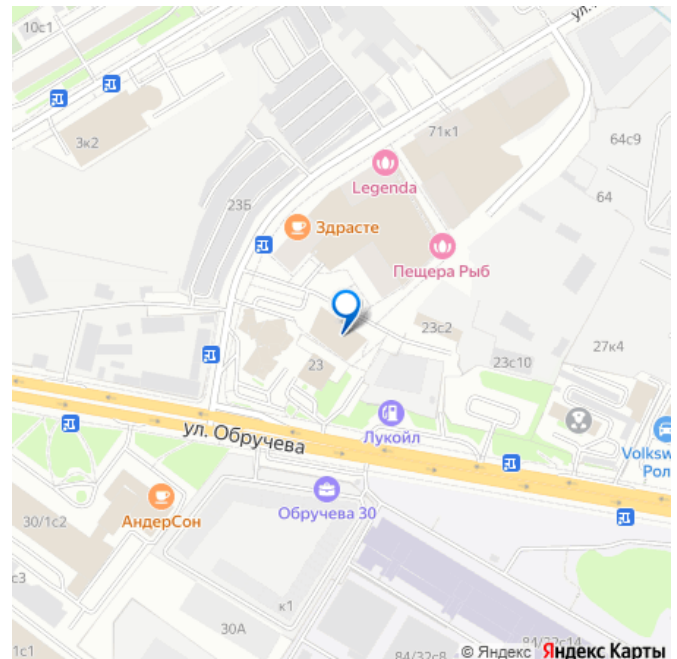 10с1
ул.
3к2
71к1
64с9
Legenda
64
23Б
Здрасте
Пещера Рыб
23с2
27к4
23с10
23
Лукойл
ул. Обручева
Volksw
Рол
Обручева 30
АндерСон
30/1с2
с3
к1
30А
1с1
84/32с8
84/32с14
© Яндекс Яндекс Карты